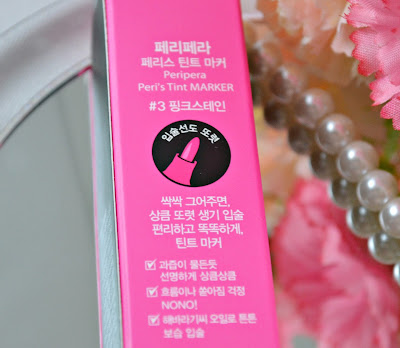 페리페라
페리스 틴트 마커
Peripera
Peri's Tint MARKER
#3 핑크스테인
입술선도 또렷
싹싹 그어주면,
상큼 또렷 생기 입술
편리하고 똑똑하게,
틴트 마커
과즙이 물든듯
선명하게 상큼상큼
흐름이나 쏟아짐 걱정
NONO!
해바라기씨 오일로 튼튼
보습 입술